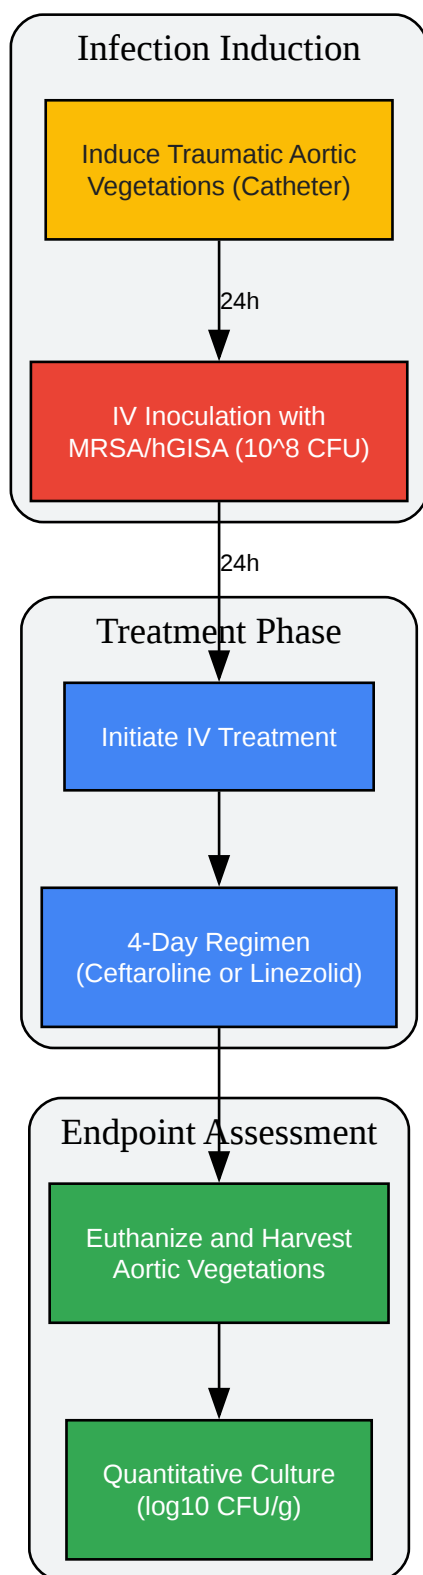 Infection Induction
Induce Traumatic Aortic
Vegetations (Catheter)
24h
IV Inoculation with
MRSA/hGISA (10^8 CFU)
24h
Treatment Phase
Initiate IV Treatment
4-Day Regimen
(Ceftaroline or Linezolid)
Endpoint Assessment
Euthanize and Harvest
Aortic Vegetations
Quantitative Culture
(log10 CFU/g)